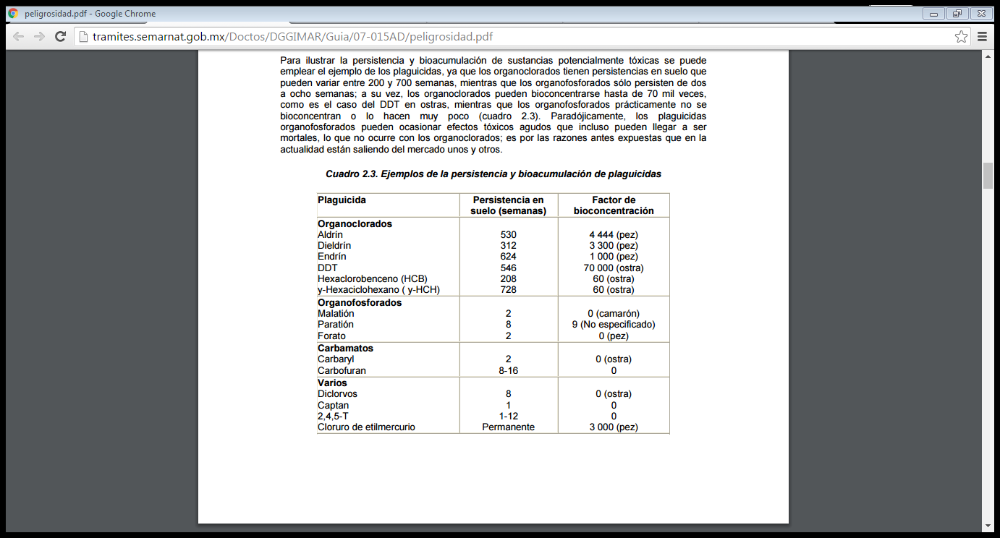 peligrosidad.pdf - Google Chrome
tramites.semarnat.gob.mx/Doctos/DGGIMAR/Guia/07-015AD/peligrosidad.pdf
Para ilustrar la persistencia y bioacumulación de sustancias potencialmente tóxicas se puede
emplear el ejemplo de los plaguicidas, ya que los organoclorados tienen persistencias en suelo que
pueden variar entre 200 y 700 semanas, mientras que los organofosforados sólo persisten de dos
a ocho semanas; a su vez, los organoclorados pueden bioconcentrarse hasta de 70 mil veces,
como es el caso del DDT en ostras, mientras que los organofosforados prácticamente no se
bioconcentran o lo hacen muy poco (cuadro 2.3). Paradójicamente, los plaguicidas
organofosforados pueden ocasionar efectos tóxicos agudos que incluso pueden llegar a ser
mortales, lo que no ocurre con los organoclorados; es por las razones antes expuestas que en la
actualidad están saliendo del mercado unos y otros.
Cuadro 2.3. Ejemplos de la persistencia y bioacumulación de plaguicidas
Plaguicida Persistencia en Factor de
suelo (semanas) bioconcentración
Organoclorados
Aldrín 530 4 444 (pez)
Dieldrín 312 3 300 (pez)
Endrín 624 1 000 (pez)
DDT 546 70 000 (ostra)
Hexaclorobenceno (HCB) 208 60 (ostra)
y-Hexaciclohexano ( y-HCH) 728 60 (ostra)
Organofosforados
Malatión 2 0 (camarón)
Paratión 8 9 (No especificado)
Forato 2 0 (pez)
Carbamatos
Carbaryl 2 0 (ostra)
Carbofuran 8-16 0
Varios
Diclorvos 8 0 (ostra)
Captan 1 0
2,4,5-T 1-12 0
Cloruro de etilmercurio Permanente 3 000 (pez)